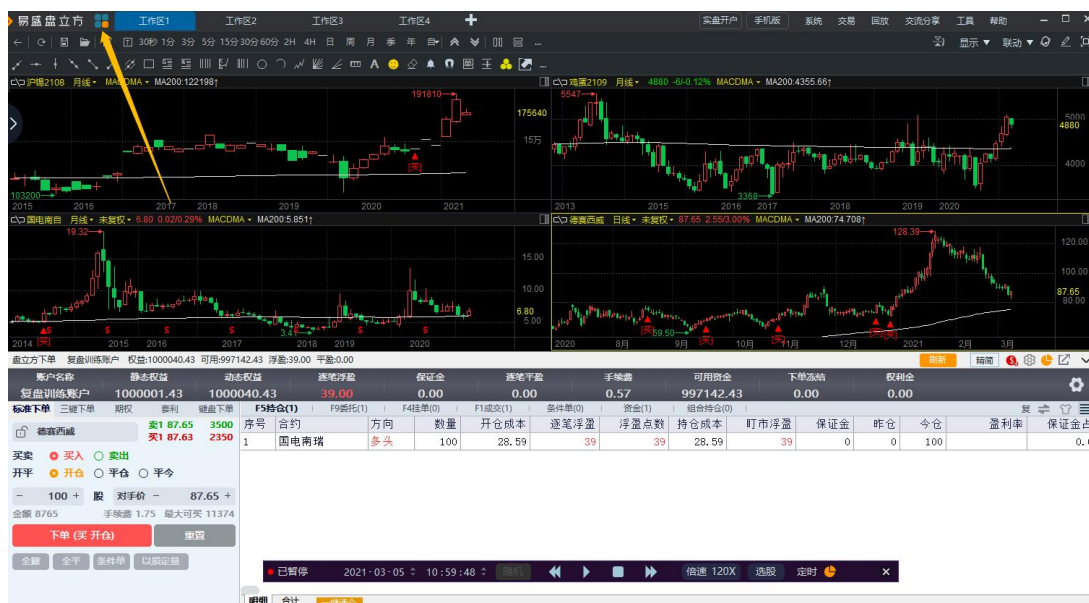 易盛盘立方 工作区1 工作区2 工作区3 工作区4 实盘开户 手机版 系统 交易 回放 交流分享 工具 帮助
30秒 1分 3分 5分 15分 30分 60分 2H 4H 日 周 月 季 年 显示 联动
沪锡2108 月线 MACDMA MA200:122198↑
191810
175640
15万
103200
[买]
2015 2016 2017 2018 2019 2020 2021
鸡蛋2109 月线 4880 -6/-0.12% MACDMA MA200:4355.66↑
5547
5000
4880
4000
3368
2013 2015 2016 2017 2018 2019 2020
国电南自 月线 未复权 6.80 0.02/0.29% MACDMA MA200:5.851↑
19.32
15.00
10.00
6.80
5.00
3.41
[买] S S S S S S
2014 2015 2016 2017 2018 2019 2020
德赛西威 日线 未复权 87.65 2.55/3.00% MACDMA MA200:74.708↑
128.39
120.00
100.00
87.65
80.00
59.50
[买] [买] [买] [买] [买]
2020 8月 9月 10月 11月 12月 2021 2月 3月
盘立方下单 复盘训练账户 权益:1000040.43 可用:997142.43 浮盈:39.00 平盈:0.00 刷新 精简
账户名称 静态权益 动态权益 逐笔浮盈 保证金 逐笔平盈 手续费 可用资金 下单冻结 权利金
复盘训练账户 1000001.43 1000040.43 39.00 0.00 0.00 0.57 997142.43 0.00 0.00
标准下单 三键下单 期权 套利 键盘下单 F5持仓(1) F9委托(1) F4挂单(0) F1成交(1) 条件单(0) 资金(1) 组合持仓(0) 复
德赛西威 卖1 87.65 3500
买1 87.63 2350
序号 合约 方向 数量 开仓成本 逐笔浮盈 浮盈点数 持仓成本 盯市浮盈 保证金 昨仓 今仓 盈利率 保证金占
1 国电南瑞 多头 100 28.59 39 39 28.59 39 0 0 100 0.0
买卖 买入 卖出
开平 开仓 平仓 平今
- 100 + 股 对手价 - 87.65 +
金额 8765 手续费 1.75 最大可买 11374
下单 (买 开仓) 重置
全撤 全平 条件单 以损定量
已暂停 2021-03-05 10:59:48 随机 倍速 120X 选股 定时 ×
明细 合计